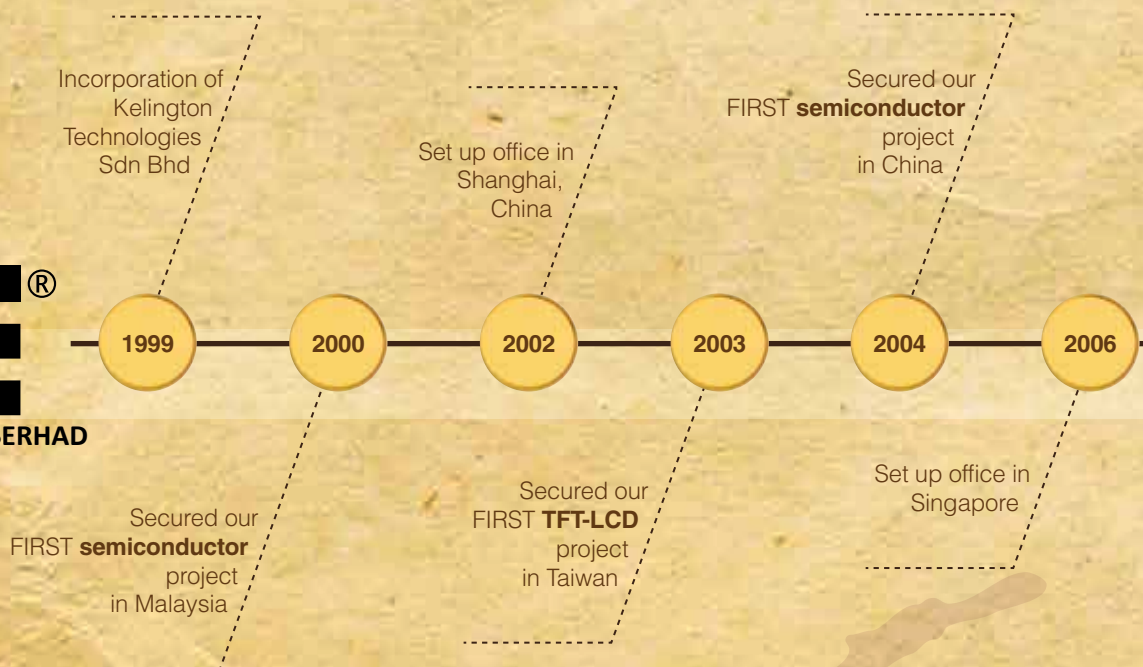 Incorporation of
Kelington
Technologies
Sdn Bhd
Set up office in
Shanghai,
China
Secured our
FIRST semiconductor
project
in China
®
1999
2000
2002
2003
2004
2006
Secured our
FIRST semiconductor
project
in Malaysia
Secured our
FIRST TFT-LCD
project
in Taiwan
Set up office in
Singapore